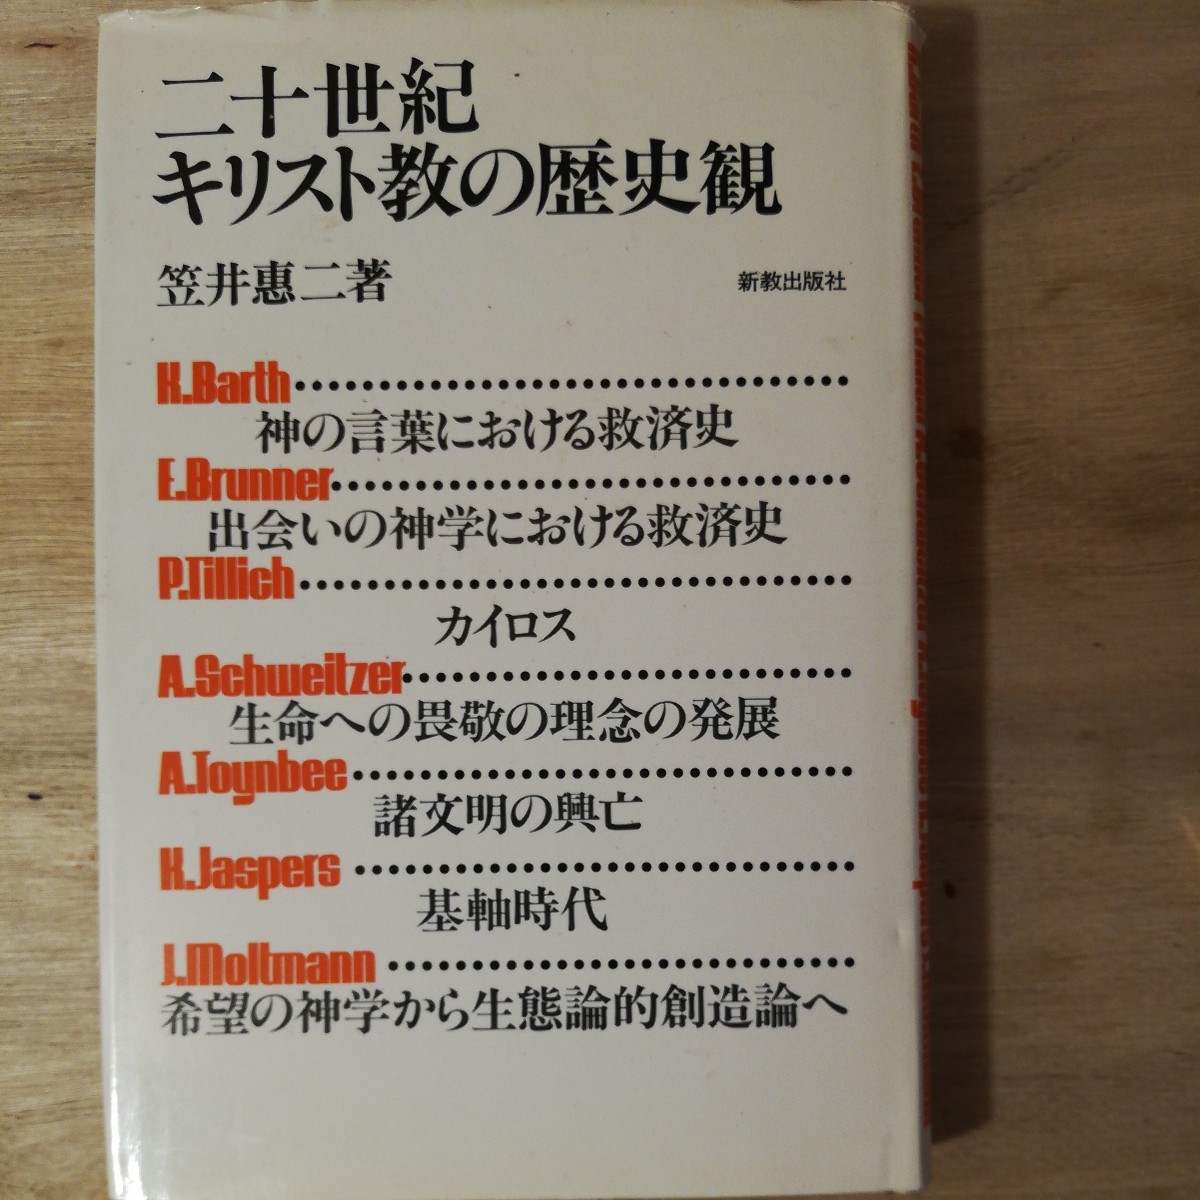 二十世紀
キリスト教の歴史観
笠井惠二著
新教出版社
K.Barth
神の言葉における救済史
E.Brunner
出会いの神学における救済史
P.Tillich
カイロス
A.Schweitzer
生命への畏敬の理念の発展
A.Toynbee
諸文明の興亡
K.Jaspers
基軸時代
J.Moltmann
希望の神学から生態論的創造論へ